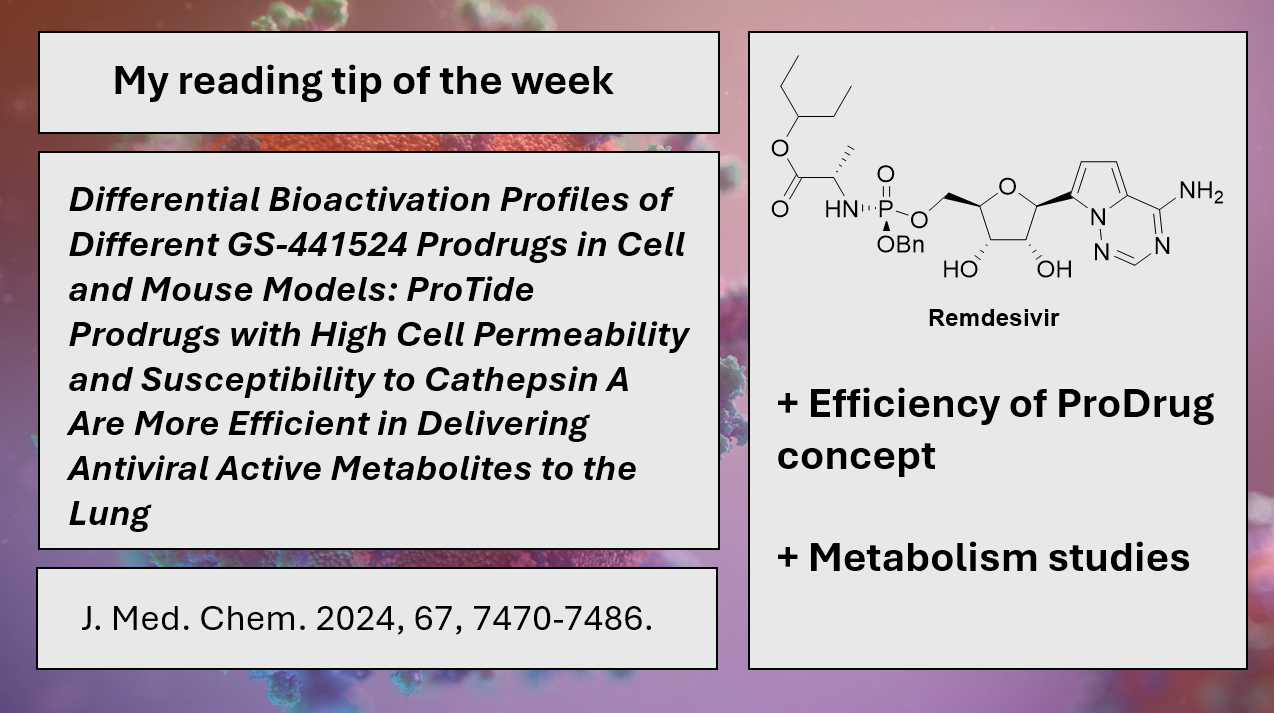 My reading tip of the week
Differential Bioactivation Profiles of
Different GS-441524 Prodrugs in Cell
and Mouse Models: ProTide
Prodrugs with High Cell Permeability
and Susceptibility to Cathepsin A
Are More Efficient in Delivering
Antiviral Active Metabolites to the
Lung
J. Med. Chem. 2024, 67, 7470-7486.
O
O
HN
P
O
O
OBn
O
HO
OH
N
N
N
NH2
Remdesivir
+ Efficiency of ProDrug
concept
+ Metabolism studies